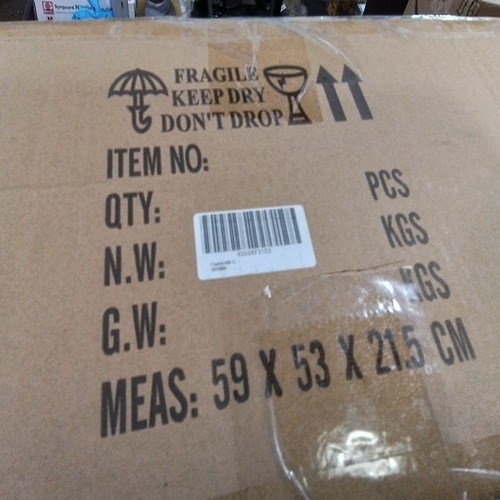 FRAGILE
KEEP DRY
DON'T DROP
ITEM NO:
QTY: PCS
N.W: KGS
G.W: KGS
MEAS: 59 X 53 X 21.5 CM